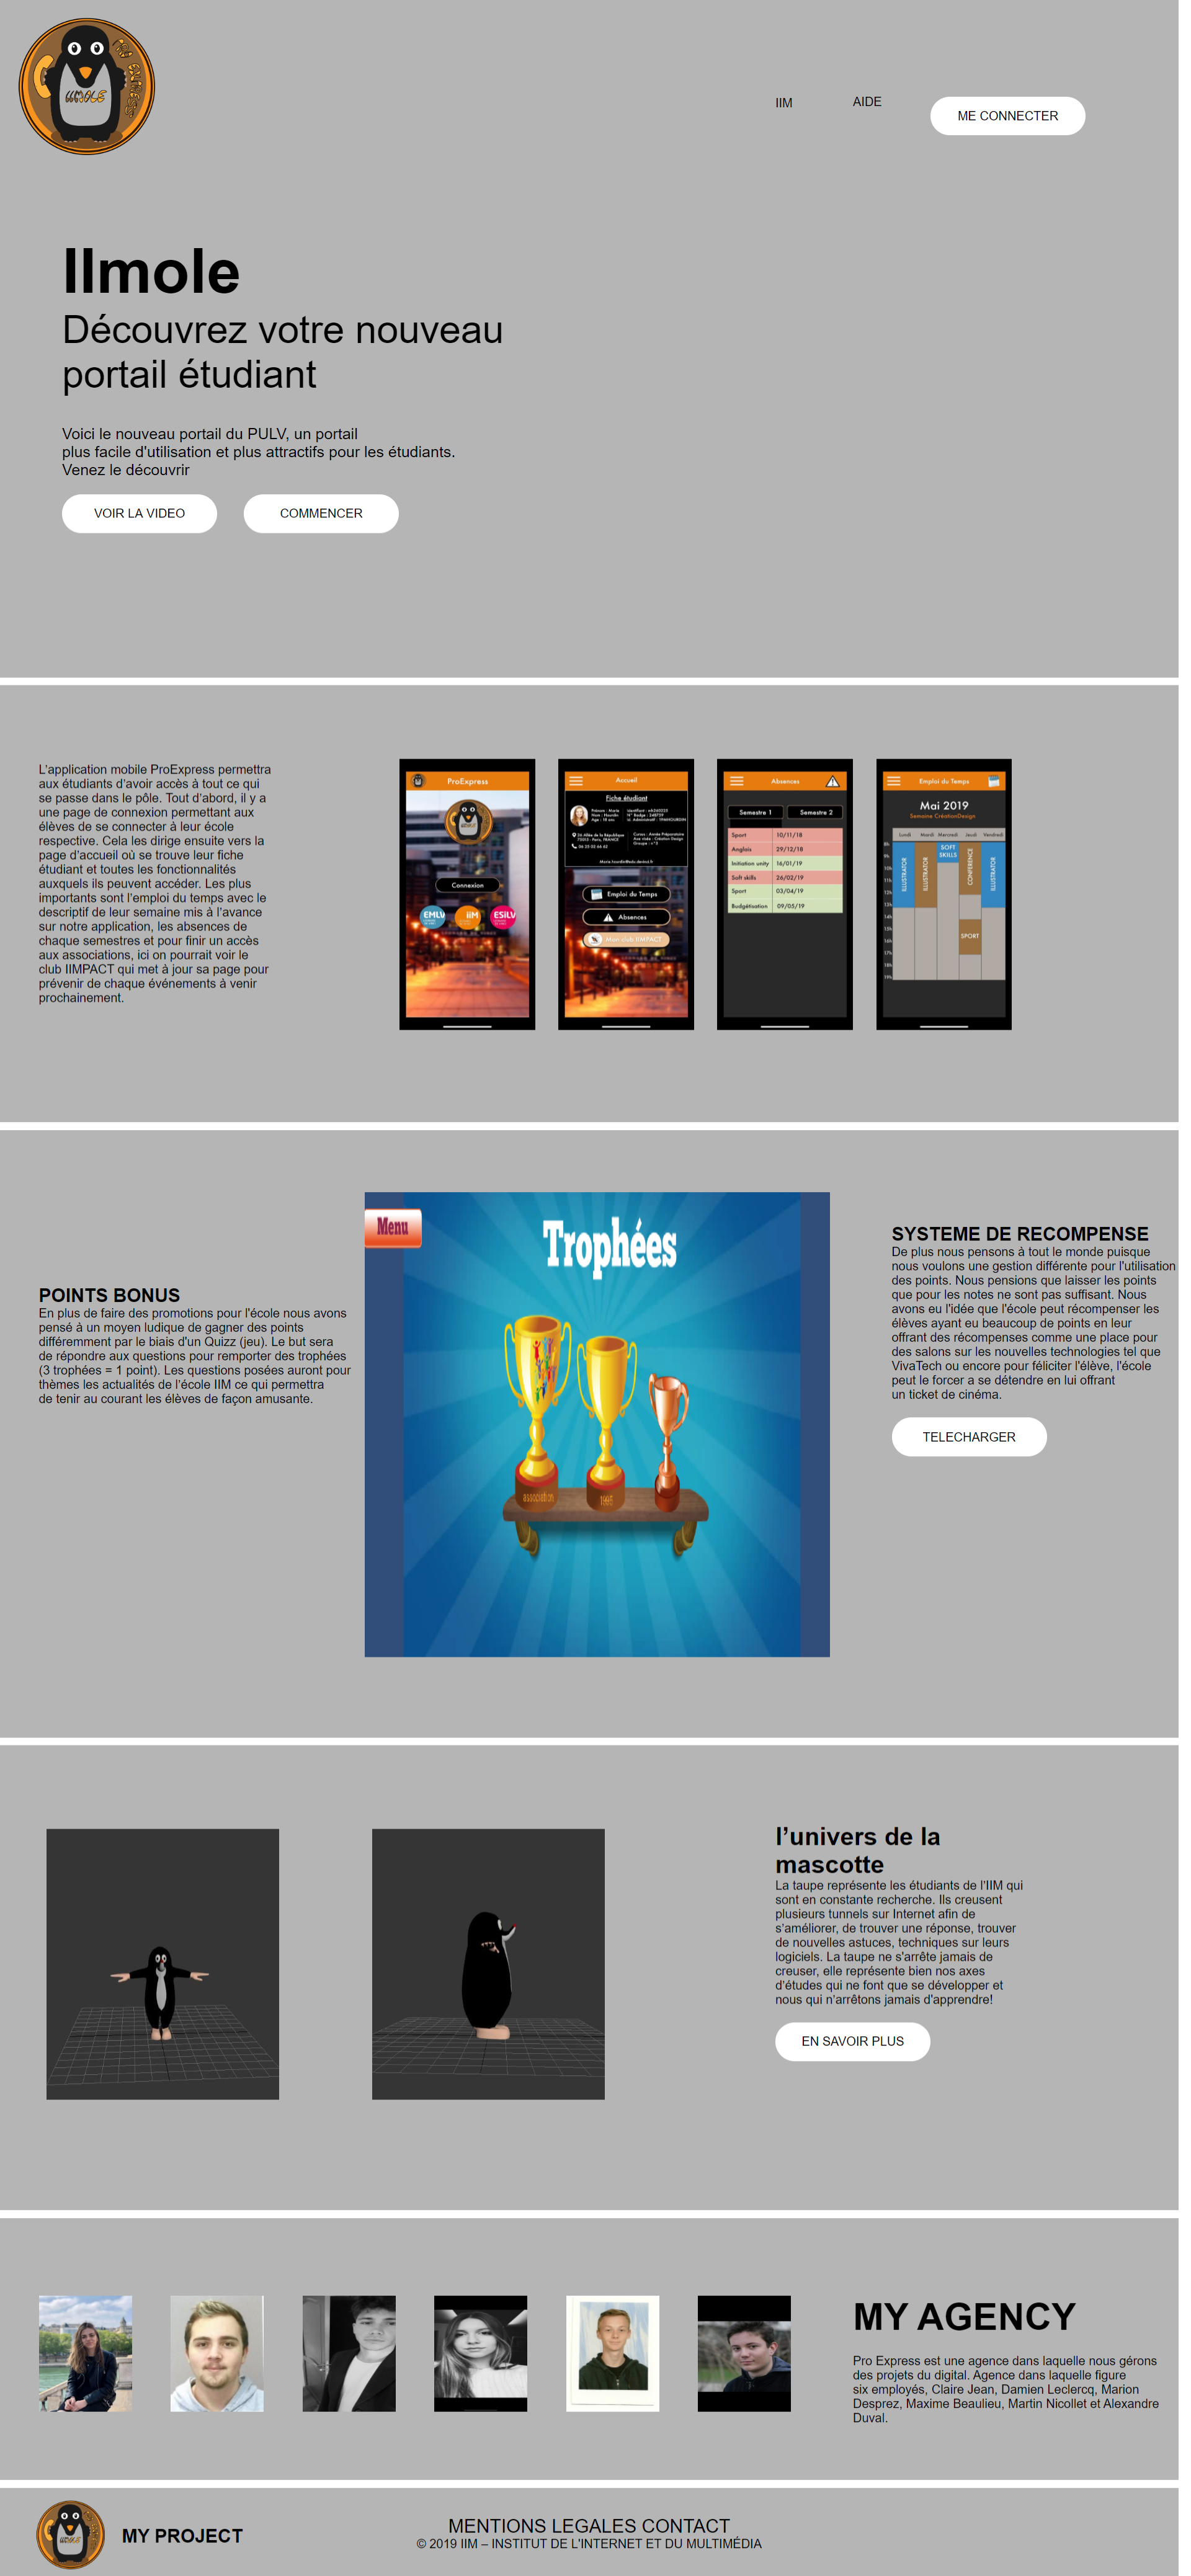 IIMOLE
PRO EXPRESS
IIM
AIDE
ME CONNECTER
IImole
Découvrez votre nouveau
portail étudiant
Voici le nouveau portail du PULV, un portail
plus facile d'utilisation et plus attractifs pour les étudiants.
Venez le découvrir
VOIR LA VIDEO
COMMENCER
L'application mobile ProExpress permettra
aux étudiants d'avoir accès à tout ce qui
se passe dans le pôle. Tout d'abord, il y a
une page de connexion permettant aux
élèves de se connecter à leur école
respective. Cela les dirige ensuite vers la
page d'accueil où se trouve leur fiche
étudiant et toutes les fonctionnalités
auxquels ils peuvent accéder. Les plus
importants sont l'emploi du temps avec le
descriptif de leur semaine mis à l'avance
sur notre application, les absences de
chaque semestres et pour finir un accès
aux associations, ici on pourrait voir le
club IIMPACT qui met à jour sa page pour
prévenir de chaque événements à venir
prochainement.
ProExpress
Connexion
EMLV
IIM
ESILV
Accueil
Fiche étudiant
Emploi du Temps
Absences
Mon club IIMPACT
Absences
Semestre 1
Semestre 2
Sport 10/11/18
Anglais 29/12/18
Initiation unity 16/01/19
Soft skills 26/02/19
Sport 03/04/19
Budgétisation 09/05/19
Emploi du Temps
Mai 2019
Semaine CréationDesign
Lundi Mardi Mercredi Jeudi Vendredi
8h
9h
10h
11h
12h
13h
14h
15h
16h
17h
18h
19h
ILLUSTRATOR
ILLUSTRATOR
SOFT
SKILLS
CONFERENCE
ILLUSTRATOR
SPORT
POINTS BONUS
En plus de faire des promotions pour l'école nous avons
pensé à un moyen ludique de gagner des points
différemment par le biais d'un Quizz (jeu). Le but sera
de répondre aux questions pour remporter des trophées
(3 trophées = 1 point). Les questions posées auront pour
thèmes les actualités de l'école IIM ce qui permettra
de tenir au courant les élèves de façon amusante.
Menu
Trophées
association
1995
SYSTEME DE RECOMPENSE
De plus nous pensons à tout le monde puisque
nous voulons une gestion différente pour l'utilisation
des points. Nous pensions que laisser les points
que pour les notes ne sont pas suffisant. Nous
avons eu l'idée que l'école peut récompenser les
élèves ayant eu beaucoup de points en leur
offrant des récompenses comme une place pour
des salons sur les nouvelles technologies tel que
VivaTech ou encore pour féliciter l'élève, l'école
peut le forcer a se détendre en lui offrant
un ticket de cinéma.
TELECHARGER
l'univers de la
mascotte
La taupe représente les étudiants de l'IIM qui
sont en constante recherche. Ils creusent
plusieurs tunnels sur Internet afin de
s'améliorer, de trouver une réponse, trouver
de nouvelles astuces, techniques sur leurs
logiciels. La taupe ne s'arrête jamais de
creuser, elle représente bien nos axes
d'études qui ne font que se développer et
nous qui n'arrêtons jamais d'apprendre!
EN SAVOIR PLUS
MY AGENCY
Pro Express est une agence dans laquelle nous gérons
des projets du digital. Agence dans laquelle figure
six employés, Claire Jean, Damien Leclercq, Marion
Desprez, Maxime Beaulieu, Martin Nicollet et Alexandre
Duval.
IIMOLE
MY PROJECT
MENTIONS LEGALES CONTACT
© 2019 IIM – INSTITUT DE L'INTERNET ET DU MULTIMÉDIA